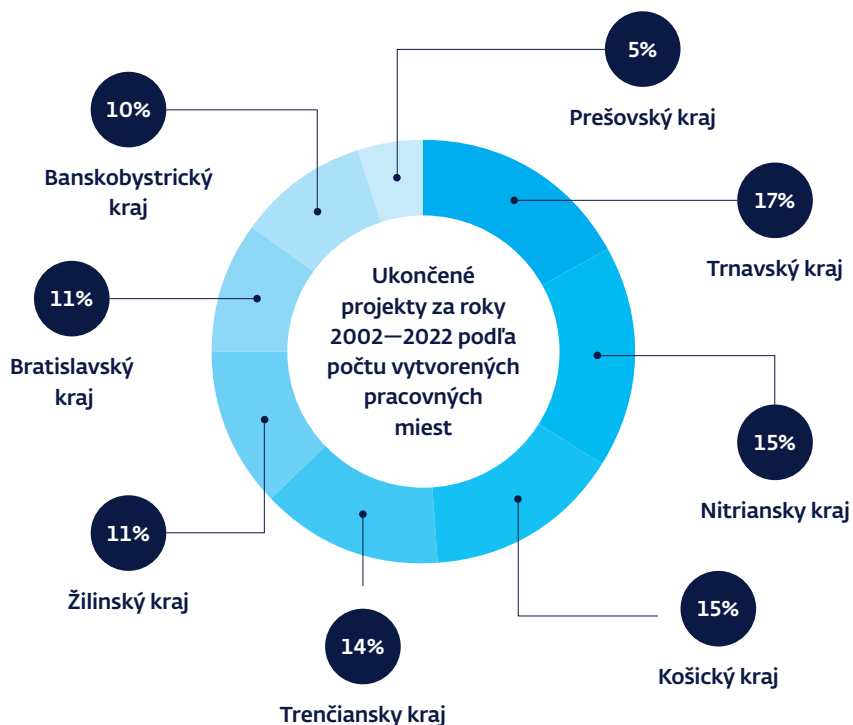 5%
Prešovský kraj
17%
Trnavský kraj
15%
Nitriansky kraj
15%
Košický kraj
14%
Trenčiansky kraj
11%
Žilinský kraj
11%
Bratislavský
kraj
10%
Banskobystrický
kraj
Ukončené
projekty za roky
2002—2022 podľa
počtu vytvorených
pracovných
miest